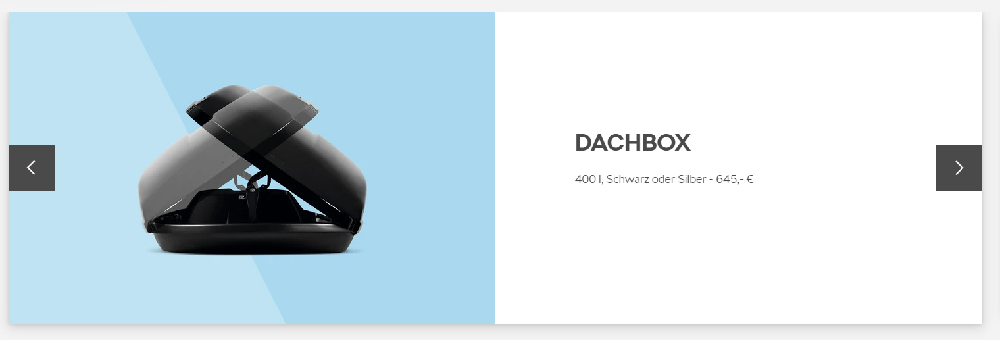 DACHBOX
400 l, Schwarz oder Silber - 645,- €